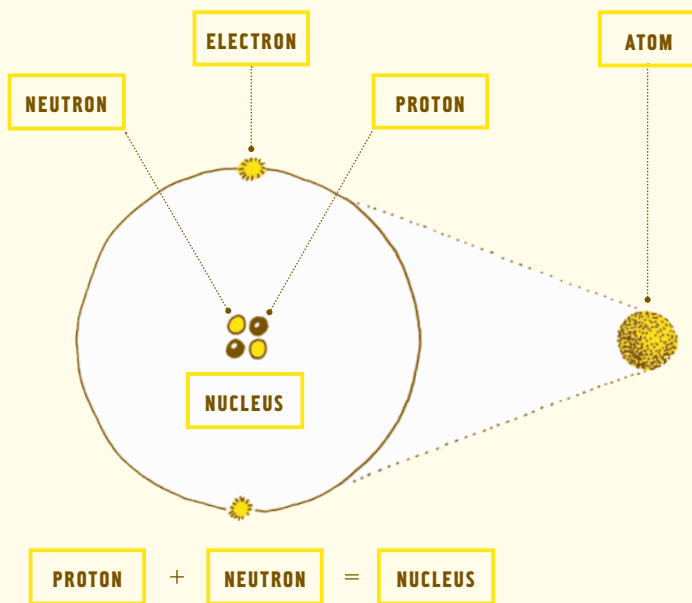 ELECTRON
ATOM
NEUTRON
PROTON
NUCLEUS
PROTON + NEUTRON = NUCLEUS